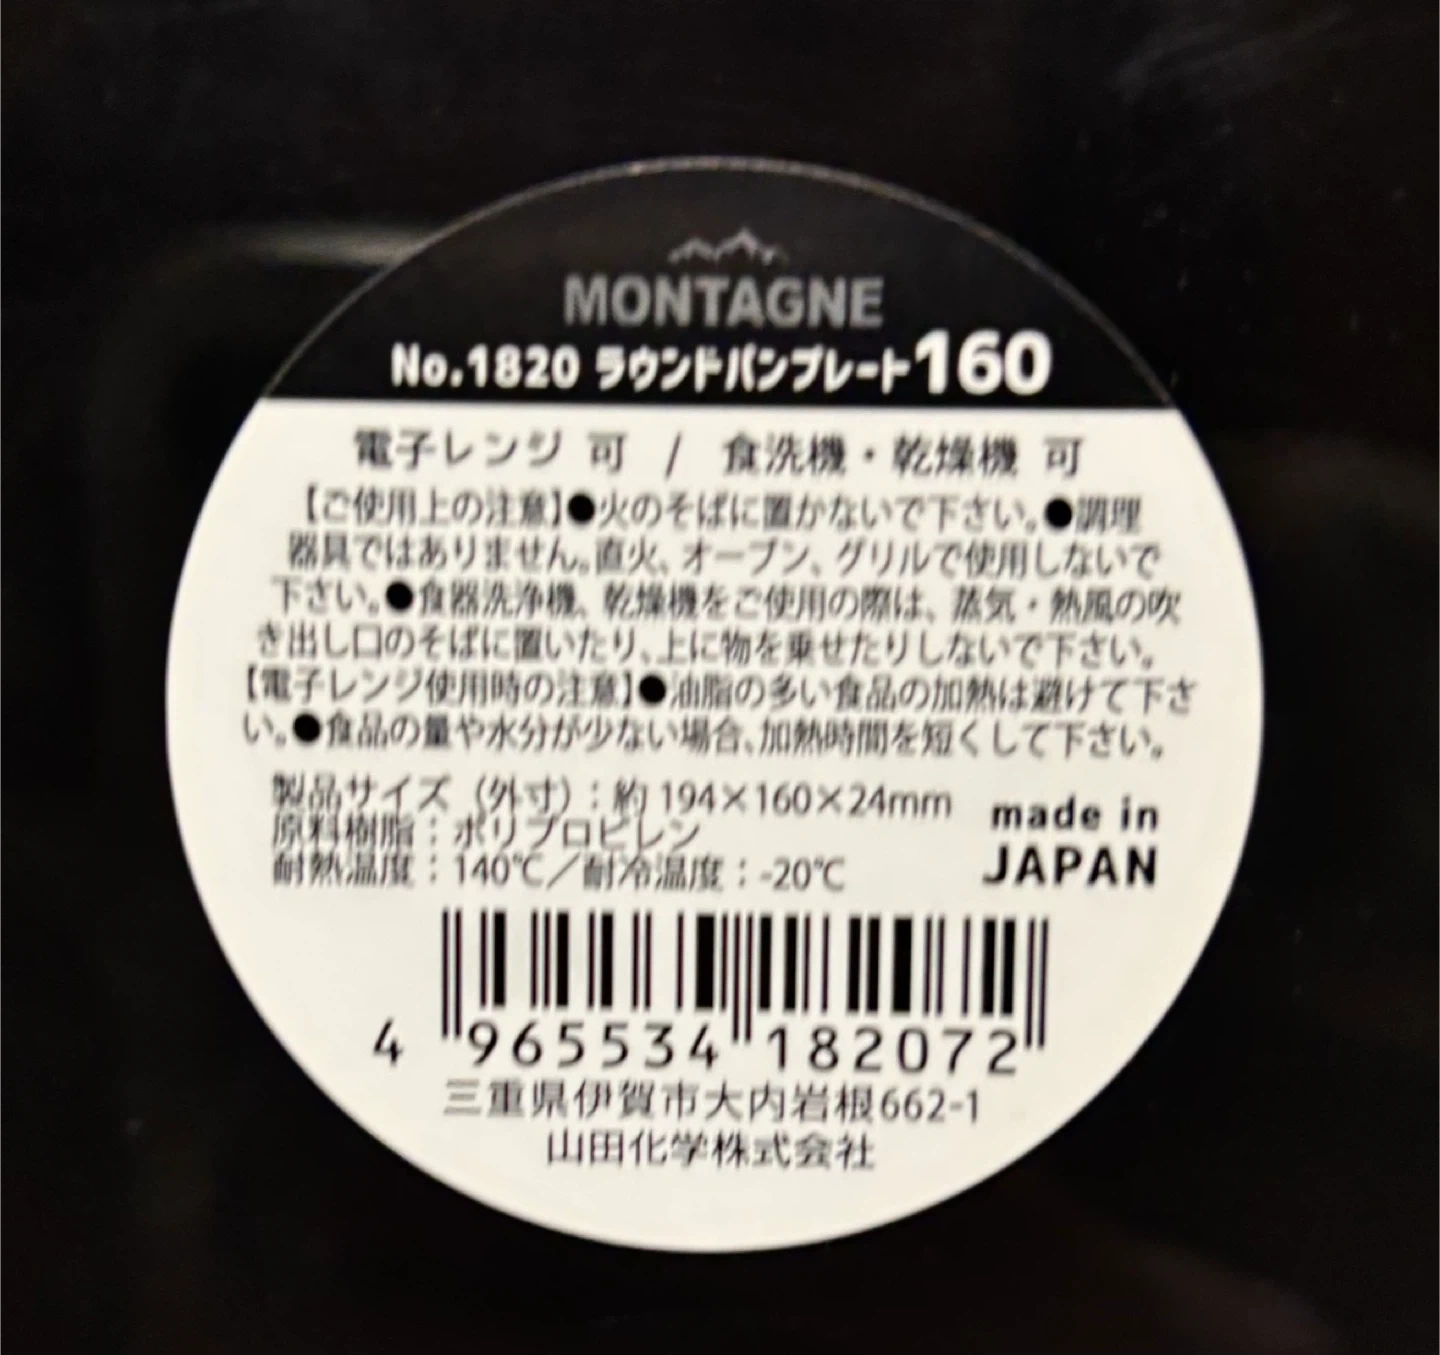 MONTAGNE
No.1820 ラウンドパンプレート160
電子レンジ 可 / 食洗機・乾燥機 可
【ご使用上の注意】●火のそばに置かないで下さい。●調理
器具ではありません。直火、オーブン、グリルで使用しないで
下さい。●食器洗浄機、乾燥機をご使用の際は、蒸気・熱風の吹
き出し口のそばに置いたり、上に物を乗せたりしないで下さい。
【電子レンジ使用時の注意】●油脂の多い食品の加熱は避けて下さ
い。●食品の量や水分が少ない場合、加熱時間を短くして下さい。
製品サイズ（外寸）：約 194×160×24mm
原料樹脂：ポリプロピレン
耐熱温度：140℃／耐冷温度：-20℃
made in
JAPAN
4 965534 182072
三重県伊賀市大内岩根662-1
山田化学株式会社